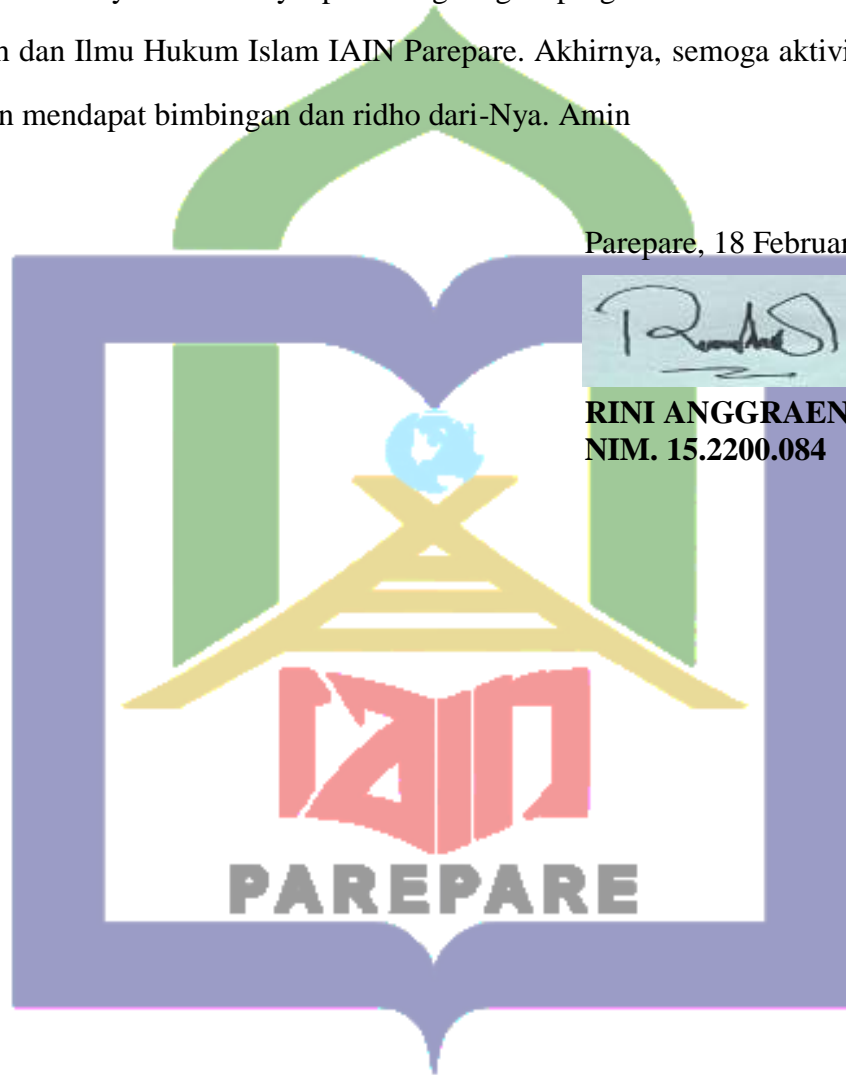 n dan Ilmu Hukum Islam IAIN Parepare. Akhirnya, semoga aktivi
n mendapat bimbingan dan ridho dari-Nya. Amin
Parepare, 18 Februar
RINI ANGGRAEN
NIM. 15.2200.084
IAIN
PAREPARE